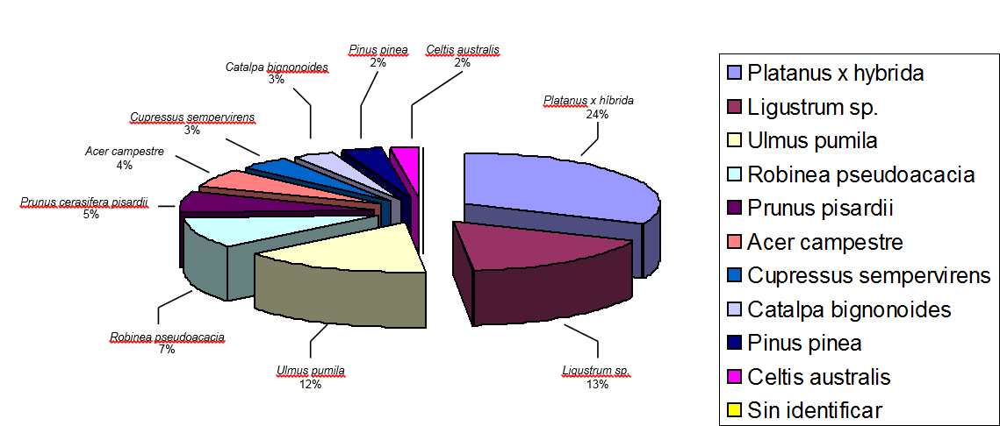 Pinus pinea
2%
Celtis australis
2%
Catalpa bignonoides
3%
Platanus x híbrida
24%
Cupressus sempervirens
3%
Acer campestre
4%
Prunus cerasifera pisardii
5%
Robinea pseudoacacia
7%
Ulmus pumila
12%
Ligustrum sp.
13%
Platanus x hybrida
Ligustrum sp.
Ulmus pumila
Robinea pseudoacacia
Prunus pisardii
Acer campestre
Cupressus sempervirens
Catalpa bignonoides
Pinus pinea
Celtis australis
Sin identificar